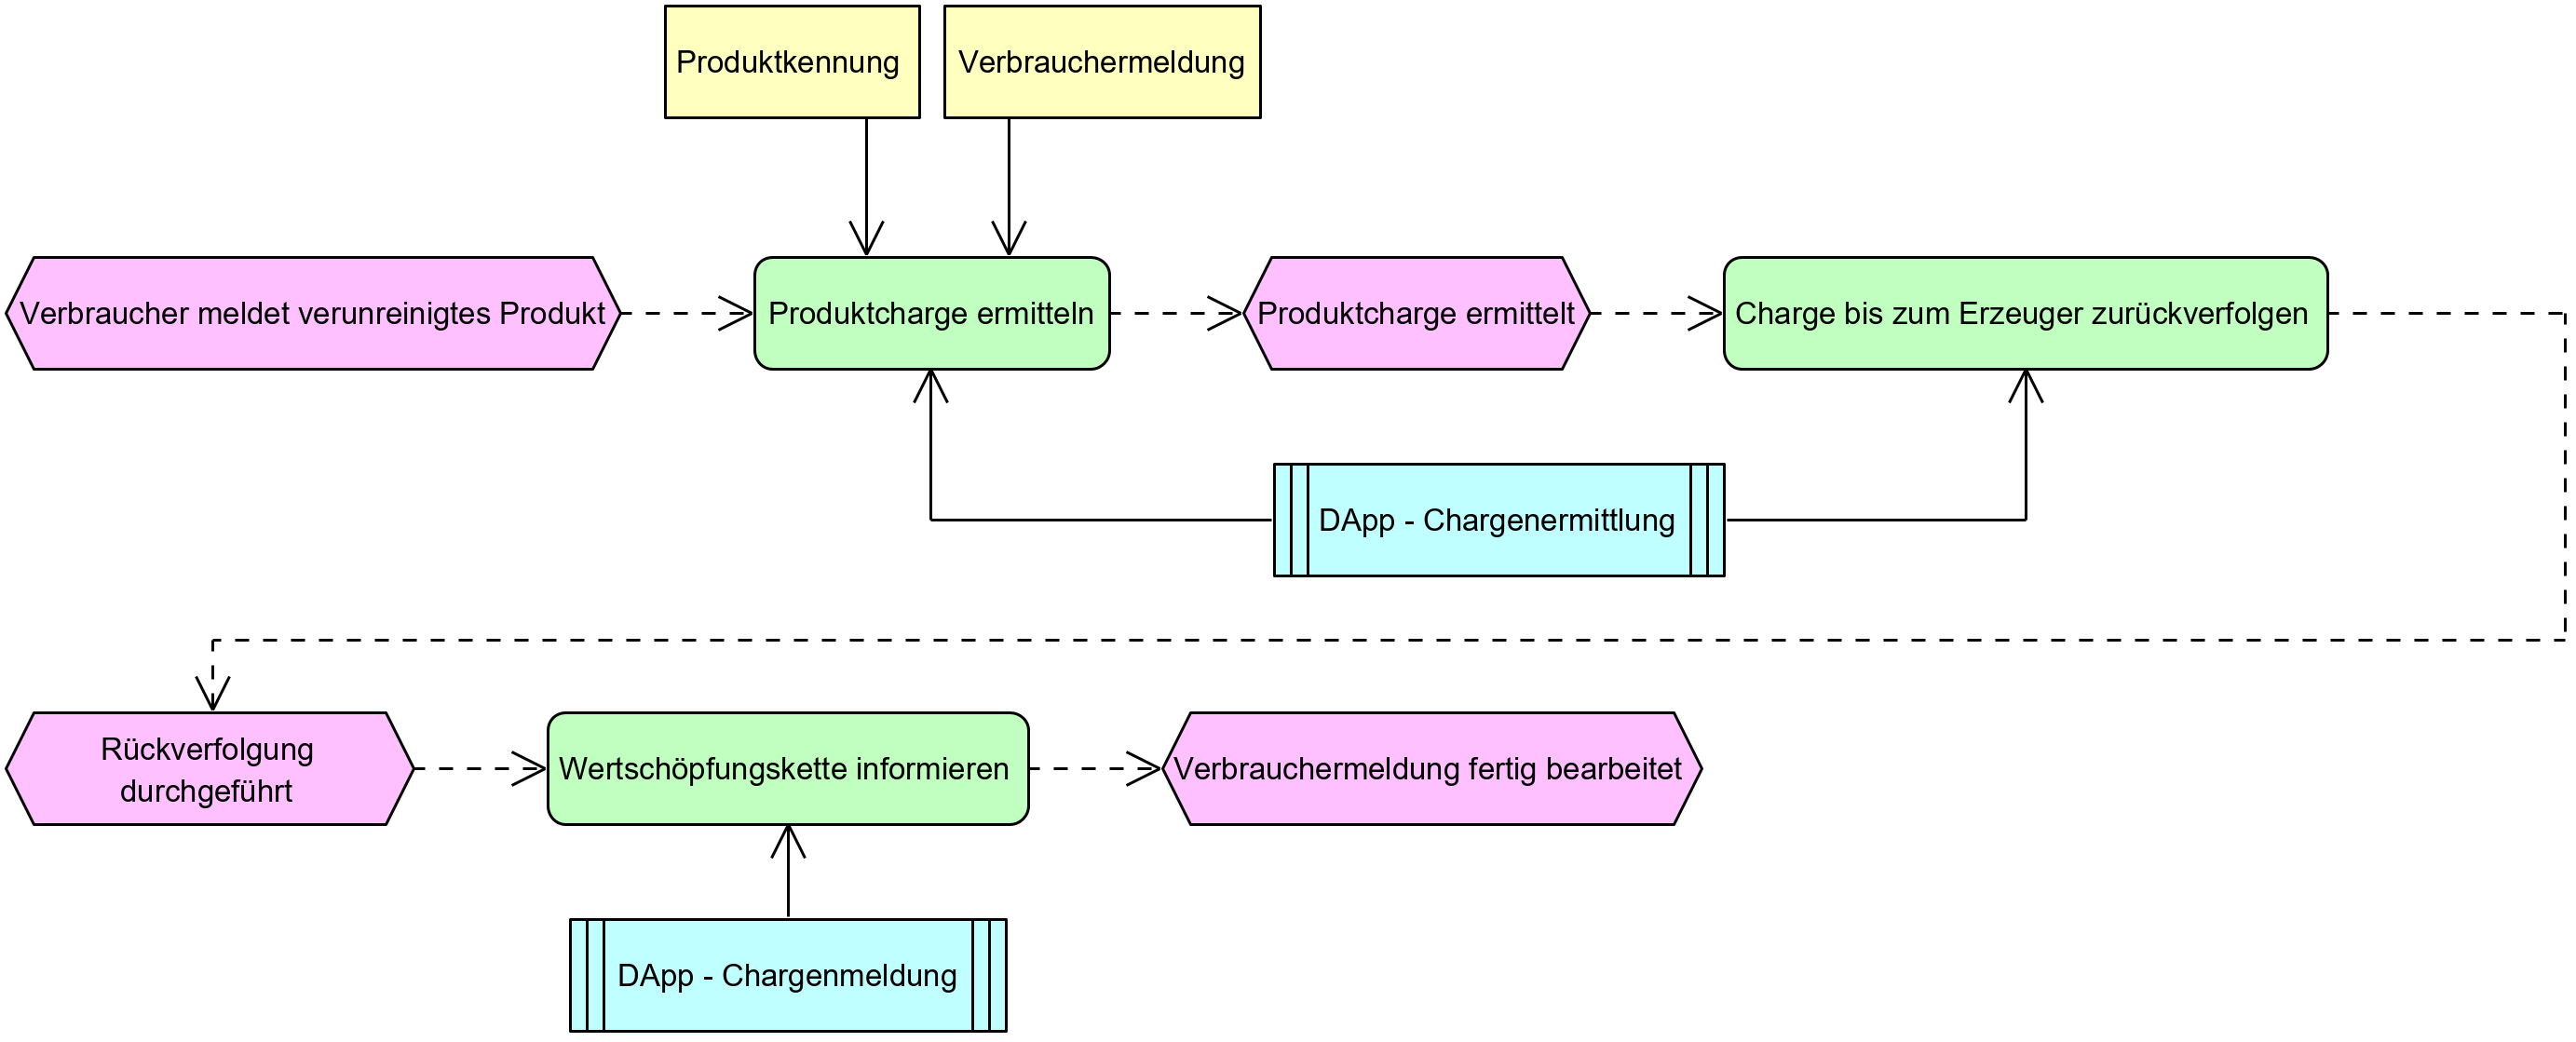 Produktkennung
Verbrauchermeldung
Verbraucher meldet verunreinigtes Produkt
Produktcharge ermitteln
Produktcharge ermittelt
Charge bis zum Erzeuger zurückverfolgen
DApp - Chargenermittlung
Rückverfolgung
durchgeführt
Wertschöpfungskette informieren
Verbrauchermeldung fertig bearbeitet
DApp - Chargenmeldung